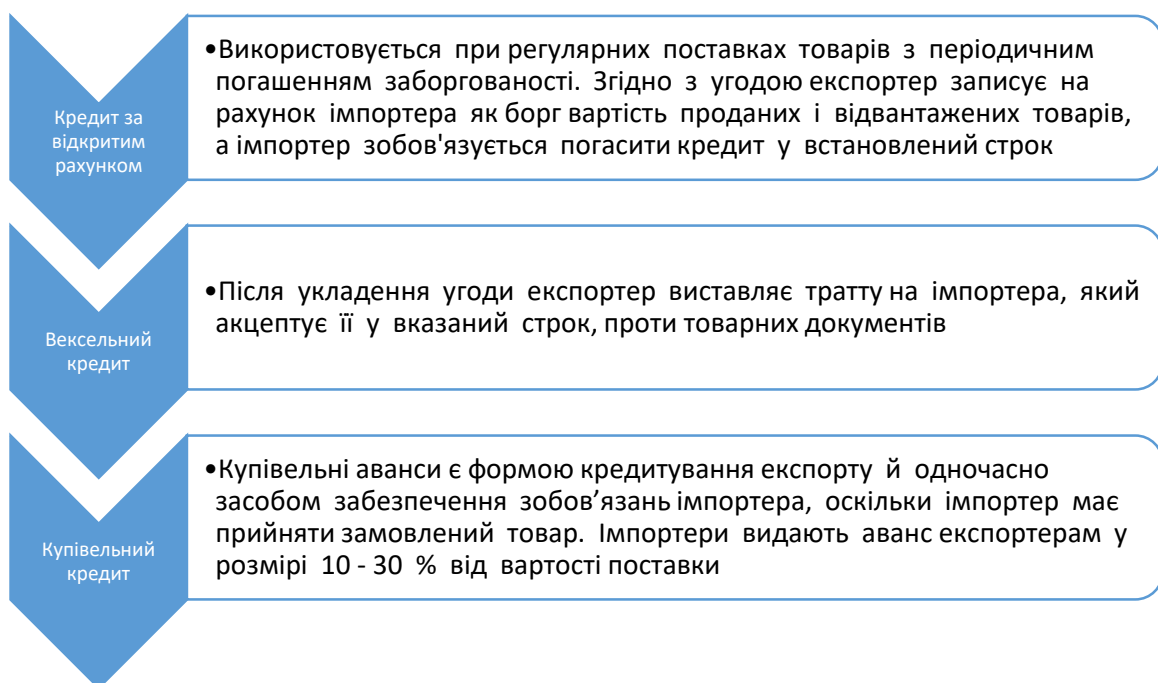 Кредит за
відкритим
рахунком
•Використовується при регулярних поставках товарів з періодичним
погашенням заборгованості. Згідно з угодою експортер записує на
рахунок імпортера як борг вартість проданих і відвантажених товарів,
а імпортер зобов'язується погасити кредит у встановлений строк
Вексельний
кредит
•Після укладення угоди експортер виставляє тратту на імпортера, який
акцептує її у вказаний строк, проти товарних документів
Купівельний
кредит
•Купівельні аванси є формою кредитування експорту й одночасно
засобом забезпечення зобов’язань імпортера, оскільки імпортер має
прийняти замовлений товар. Імпортери видають аванс експортерам у
розмірі 10 - 30 % від вартості поставки